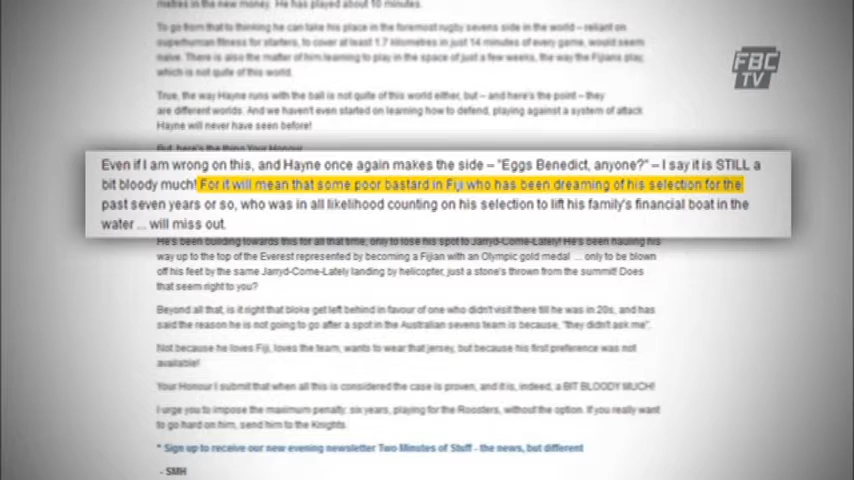 metres in the new money. He has played about 10 minutes.
To go from that to thinking he can take his place in the foremost rugby sevens side in the world – reliant on
superhuman fitness for starters, to cover at least 1.7 kilometres in just 14 minutes of every game, would seem
naive. There is also the matter of him learning to play in the space of just a few weeks, the way the Fijians play,
which is not quite of this world.
True, the way Hayne runs with the ball is not quite of this world either, but – and here's the point – they
are different worlds. And we haven't even started on learning how to defend, playing against a system of attack
Hayne will never have seen before!
But, here's the thing Your Honour
Even if I am wrong on this, and Hayne once again makes the side – "Eggs Benedict, anyone?" – I say it is STILL a
bit bloody much! For it will mean that some poor bastard in Fiji who has been dreaming of his selection for the
past seven years or so, who was in all likelihood counting on his selection to lift his family's financial boat in the
water ... will miss out.
He's been building towards this for all that time, only to lose his spot to Jarryd-Come-Lately! He's been hauling his
way up to the top of the Everest represented by becoming a Fijian with an Olympic gold medal ... only to be blown
off his feet by the same Jarryd-Come-Lately landing by helicopter, just a stone's thrown from the summit! Does
that seem right to you?
Beyond all that, is it right that bloke get left behind in favour of one who didn't visit there till he was in 20s, and has
said the reason he is not going to go after a spot in the Australian sevens team is because, "they didn't ask me".
Not because he loves Fiji, loves the team, wants to wear that jersey, but because his first preference was not
available!
Your Honour I submit that when all this is considered the case is proven, and it is, indeed, a BIT BLOODY MUCH!
I urge you to impose the maximum penalty: six years, playing for the Roosters, without the option. If you really want
to go hard on him, send him to the Knights.
* Sign up to receive our new evening newsletter Two Minutes of Stuff - the news, but different
- SMH
FBC
TV